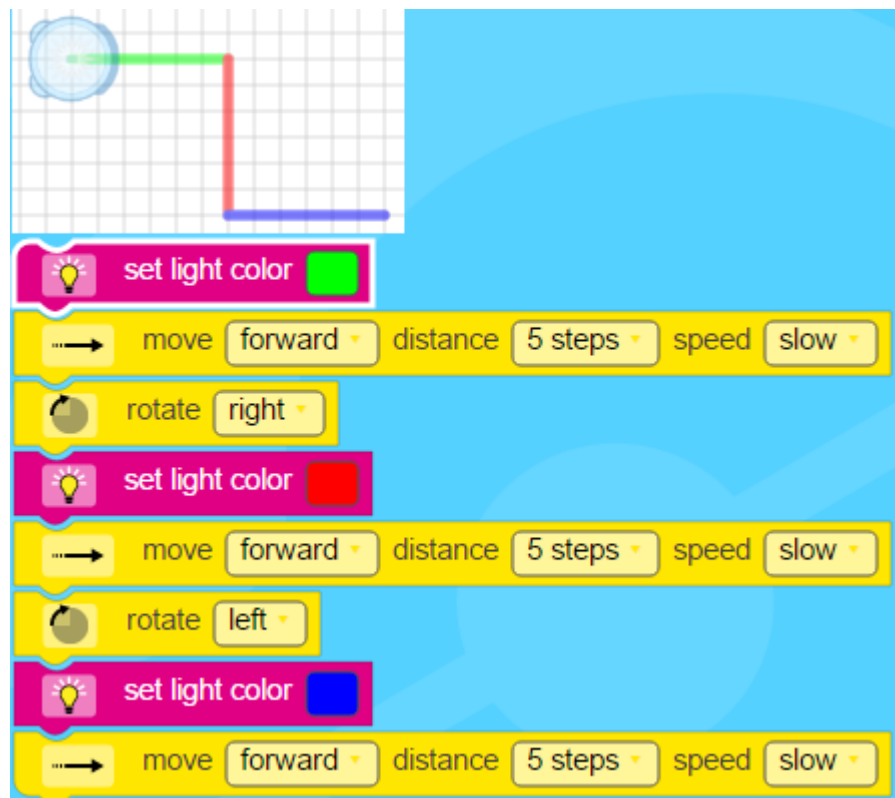 set light color
move forward distance 5 steps speed slow
rotate right
set light color
move forward distance 5 steps speed slow
rotate left
set light color
move forward distance 5 steps speed slow